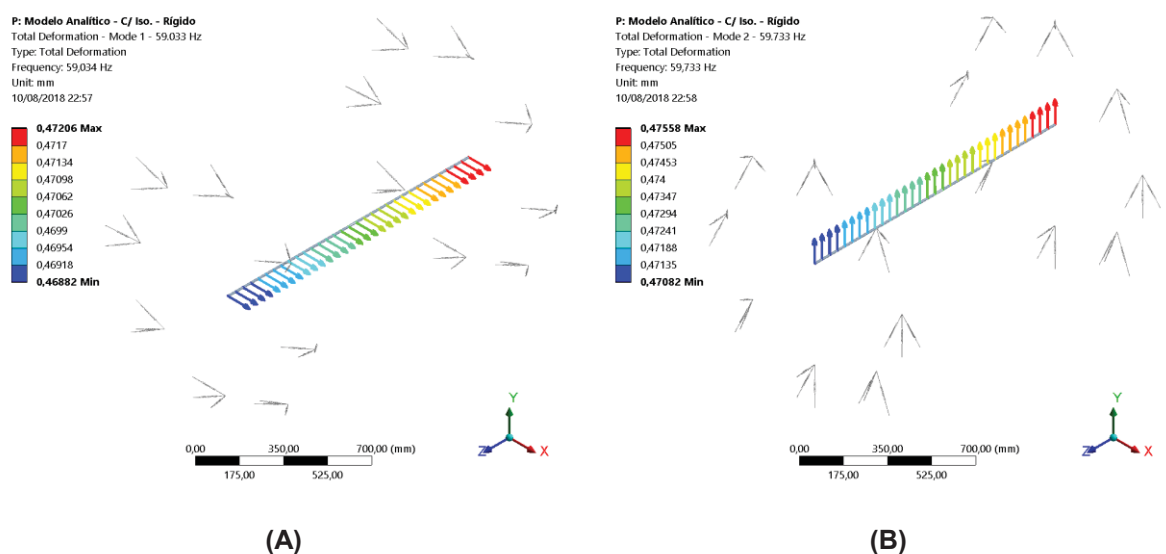 P: Modelo Analítico - C/ Iso. - Rígido
Total Deformation - Mode 1 - 59.033 Hz
Type: Total Deformation
Frequency: 59,034 Hz
Unit: mm
10/08/2018 22:57
0,47206 Max
0,4717
0,47134
0,47098
0,47062
0,47026
0,4699
0,46954
0,46918
0,46882 Min
0,00 350,00 700,00 (mm)
175,00 525,00
Y
Z X
(A)
P: Modelo Analítico - C/ Iso. - Rígido
Total Deformation - Mode 2 - 59.733 Hz
Type: Total Deformation
Frequency: 59,733 Hz
Unit: mm
10/08/2018 22:58
0,47558 Max
0,47505
0,47453
0,474
0,47347
0,47294
0,47241
0,47188
0,47135
0,47082 Min
0,00 350,00 700,00 (mm)
175,00 525,00
Y
Z X
(B)